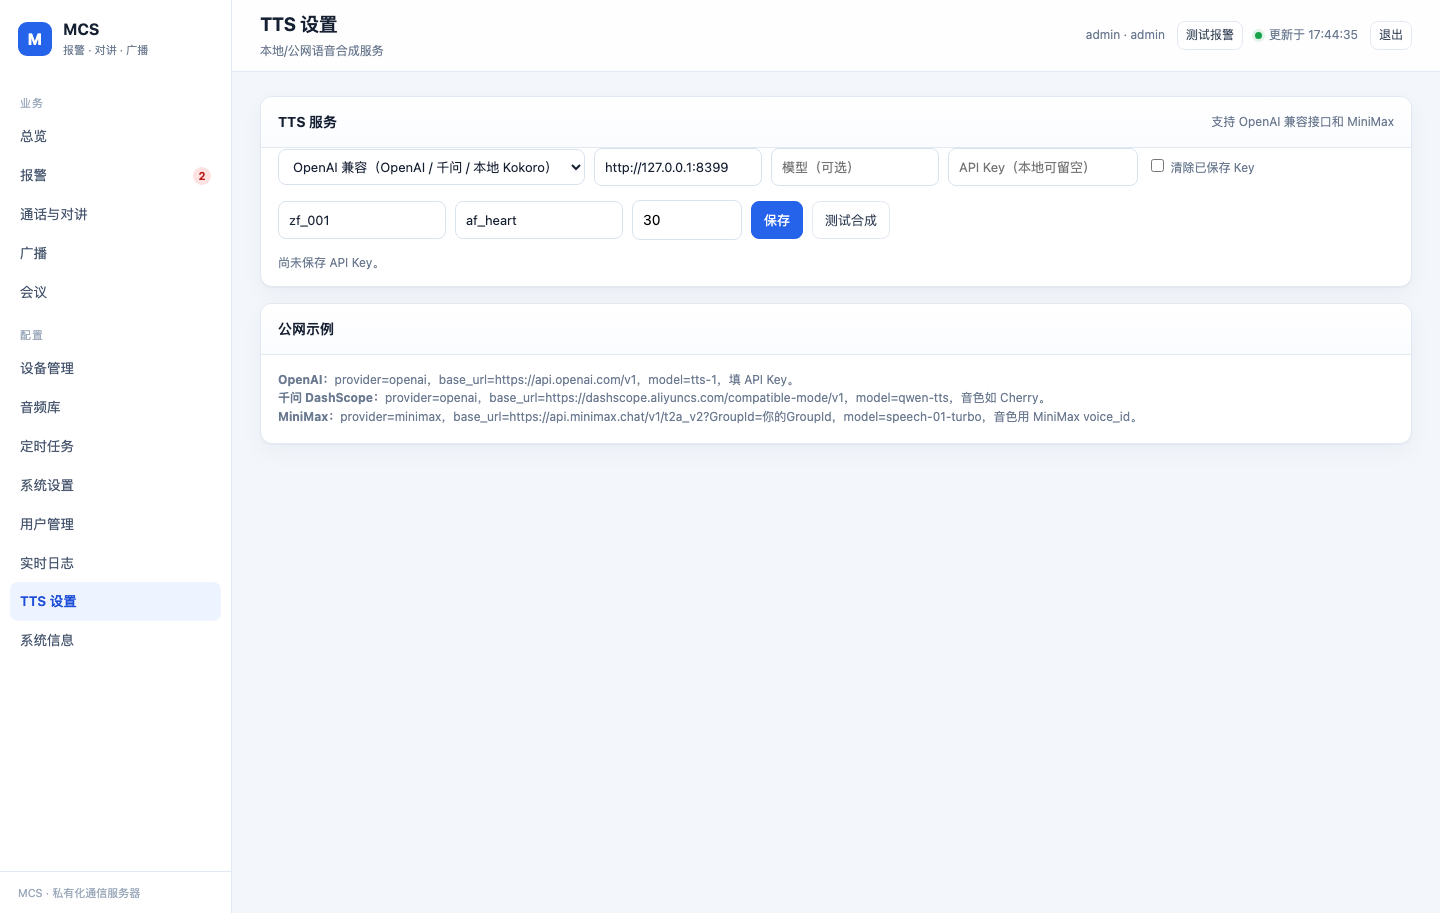 M
MCS
报警 · 对讲 · 广播
业务
总览
报警 2
通话与对讲
广播
会议
配置
设备管理
音频库
定时任务
系统设置
用户管理
实时日志
TTS 设置
系统信息
MCS · 私有化通信服务器
TTS 设置
本地/公网语音合成服务
admin · admin 测试报警 更新于 17:44:35 退出
TTS 服务 支持 OpenAI 兼容接口和 MiniMax
OpenAI 兼容（OpenAI / 千问 / 本地 Kokoro） http://127.0.0.1:8399 模型（可选） API Key（本地可留空） 清除已保存 Key
zf_001 af_heart 30 保存 测试合成
尚未保存 API Key。
公网示例
OpenAI：provider=openai，base_url=https://api.openai.com/v1，model=tts-1，填 API Key。
千问 DashScope：provider=openai，base_url=https://dashscope.aliyuncs.com/compatible-mode/v1，model=qwen-tts，音色如 Cherry。
MiniMax：provider=minimax，base_url=https://api.minimax.chat/v1/t2a_v2?GroupId=你的GroupId，model=speech-01-turbo，音色用 MiniMax voice_id。